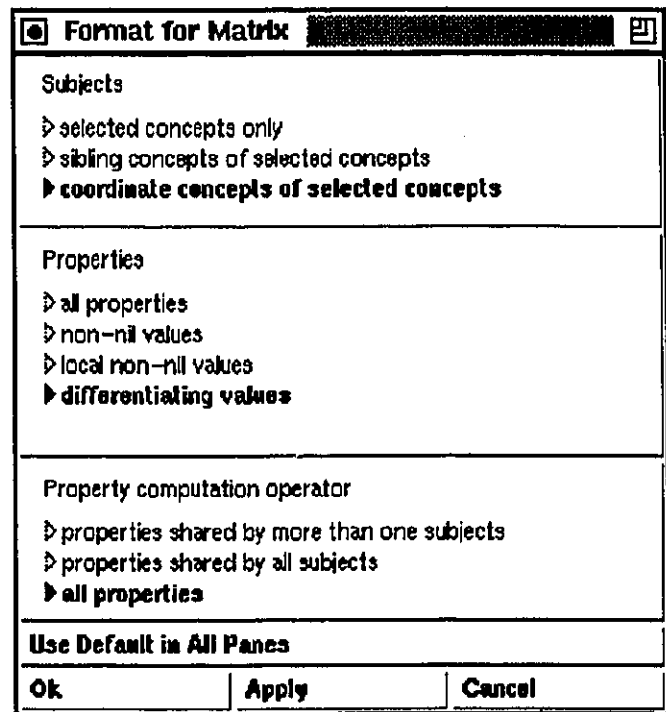 Format for Matrix
Subjects
selected concepts only
sibling concepts of selected concepts
coordinate concepts of selected concepts
Properties
all properties
non-nil values
local non-nil values
differentiating values
Property computation operator
properties shared by more than one subjects
properties shared by all subjects
all properties
Use Default in All Panes
Ok Apply Cancel